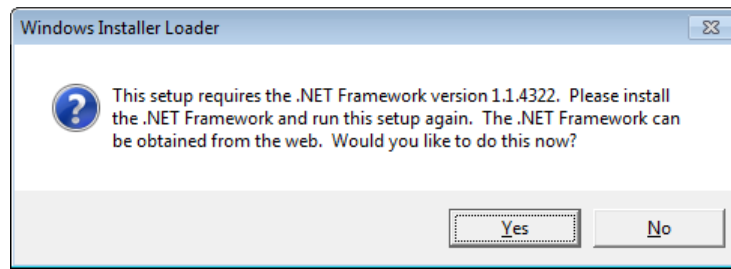 Windows Installer Loader
This setup requires the .NET Framework version 1.1.4322.  Please install
the .NET Framework and run this setup again.  The .NET Framework can
be obtained from the web.  Would you like to do this now?
Yes
No